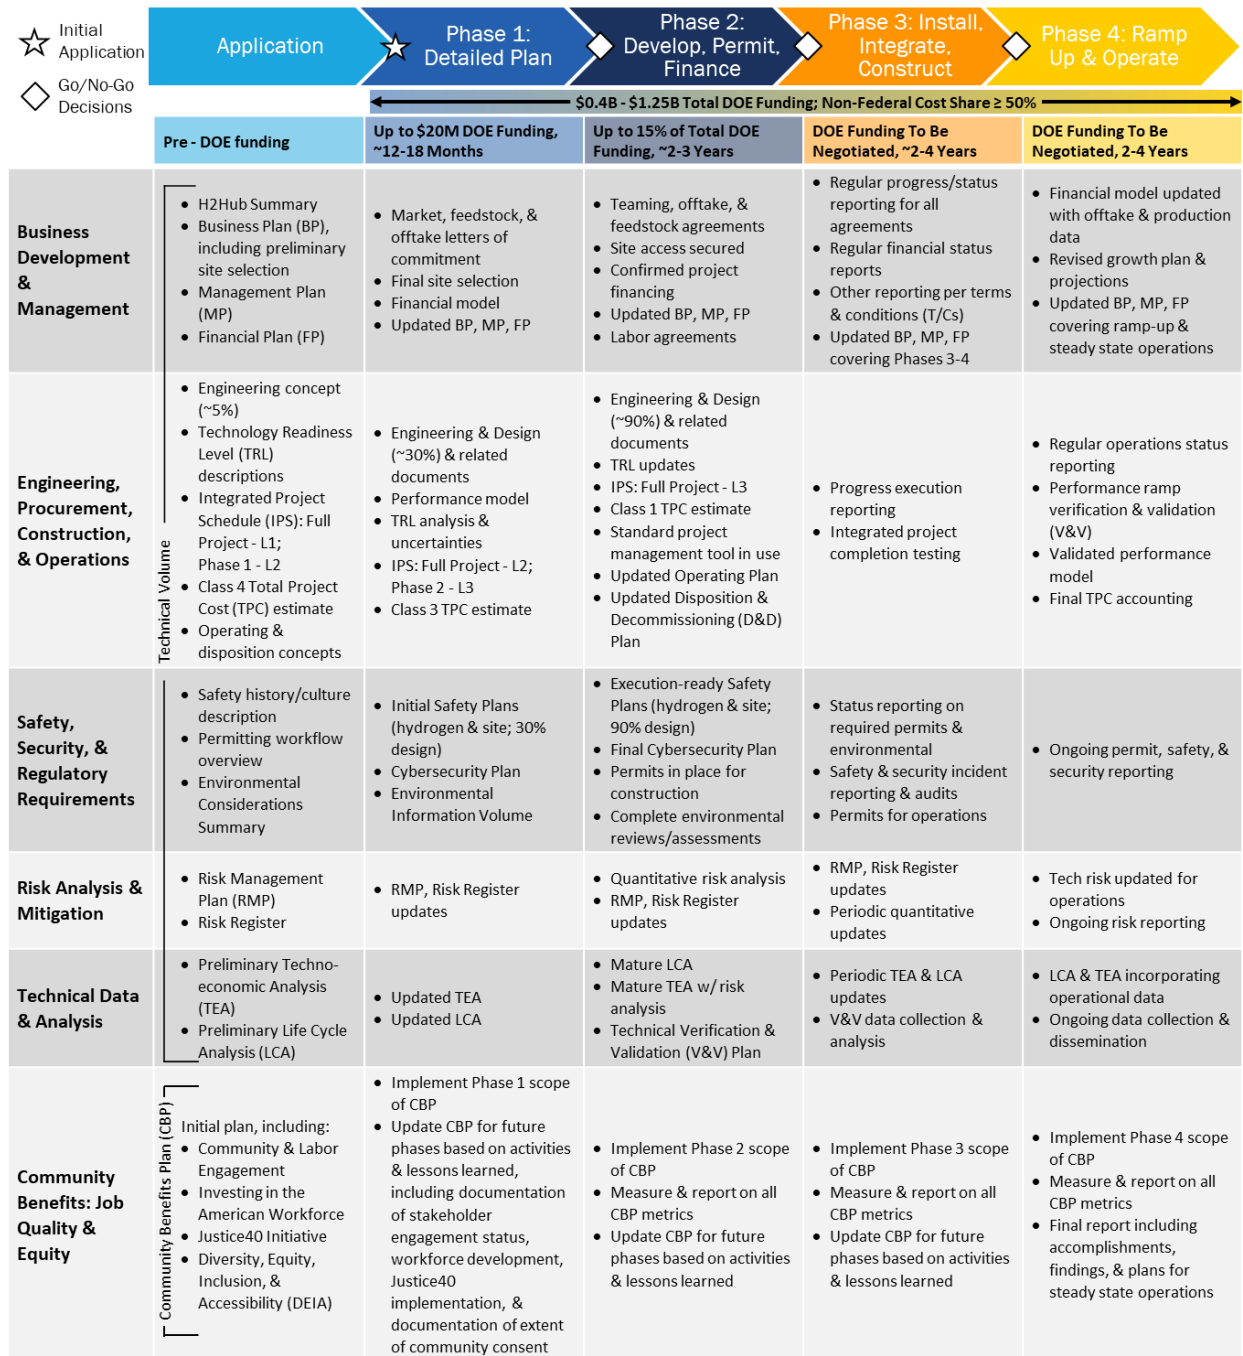 Initial
Application
Go/No-Go
Decisions
Application
Phase 1:
Detailed Plan
Phase 2:
Develop, Permit,
Finance
Phase 3: Install,
Integrate,
Construct
Phase 4: Ramp
Up & Operate
$0.4B - $1.25B Total DOE Funding; Non-Federal Cost Share ≥ 50%
Pre - DOE funding
Up to $20M DOE Funding,
~12-18 Months
Up to 15% of Total DOE
Funding, ~2-3 Years
DOE Funding To Be
Negotiated, ~2-4 Years
DOE Funding To Be
Negotiated, 2-4 Years
Business
Development
&
Management
Technical Volume
• H2Hub Summary
• Business Plan (BP),
including preliminary
site selection
• Management Plan
(MP)
• Financial Plan (FP)
• Market, feedstock, &
offtake letters of
commitment
• Final site selection
• Financial model
• Updated BP, MP, FP
• Teaming, offtake, &
feedstock agreements
• Site access secured
• Confirmed project
financing
• Updated BP, MP, FP
• Labor agreements
• Regular progress/status
reporting for all
agreements
• Regular financial status
reports
• Other reporting per terms
& conditions (T/Cs)
• Updated BP, MP, FP
covering Phases 3-4
• Financial model updated
with offtake & production
data
• Revised growth plan &
projections
• Updated BP, MP, FP
covering ramp-up &
steady state operations
Engineering,
Procurement,
Construction,
& Operations
• Engineering concept
(~5%)
• Technology Readiness
Level (TRL)
descriptions
• Integrated Project
Schedule (IPS): Full
Project - L1;
Phase 1 - L2
• Class 4 Total Project
Cost (TPC) estimate
• Operating &
disposition concepts
• Engineering & Design
(~30%) & related
documents
• Performance model
• TRL analysis &
uncertainties
• IPS: Full Project - L2;
Phase 2 - L3
• Class 3 TPC estimate
• Engineering & Design
(~90%) & related
documents
• TRL updates
• IPS: Full Project - L3
• Class 1 TPC estimate
• Standard project
management tool in use
• Updated Operating Plan
• Updated Disposition &
Decommissioning (D&D)
Plan
• Progress execution
reporting
• Integrated project
completion testing
• Regular operations status
reporting
• Performance ramp
verification & validation
(V&V)
• Validated performance
model
• Final TPC accounting
Safety,
Security, &
Regulatory
Requirements
• Safety history/culture
description
• Permitting workflow
overview
• Environmental
Considerations
Summary
• Initial Safety Plans
(hydrogen & site; 30%
design)
• Cybersecurity Plan
• Environmental
Information Volume
• Execution-ready Safety
Plans (hydrogen & site;
90% design)
• Final Cybersecurity Plan
• Permits in place for
construction
• Complete environmental
reviews/assessments
• Status reporting on
required permits &
environmental
• Safety & security incident
reporting & audits
• Permits for operations
• Ongoing permit, safety, &
security reporting
Risk Analysis &
Mitigation
• Risk Management
Plan (RMP)
• Risk Register
• RMP, Risk Register
updates
• Quantitative risk analysis
• RMP, Risk Register
updates
• RMP, Risk Register
updates
• Periodic quantitative
updates
• Tech risk updated for
operations
• Ongoing risk reporting
Technical Data
& Analysis
• Preliminary Techno-
economic Analysis
(TEA)
• Preliminary Life Cycle
Analysis (LCA)
• Updated TEA
• Updated LCA
• Mature LCA
• Mature TEA w/ risk
analysis
• Technical Verification &
Validation (V&V) Plan
• Periodic TEA & LCA
updates
• V&V data collection &
analysis
• LCA & TEA incorporating
operational data
• Ongoing data collection &
dissemination
Community
Benefits: Job
Quality &
Equity
Community Benefits Plan (CBP)
Initial plan, including:
• Community & Labor
Engagement
• Investing in the
American Workforce
• Justice40 Initiative
• Diversity, Equity,
Inclusion, &
Accessibility (DEIA)
• Implement Phase 1 scope
of CBP
• Update CBP for future
phases based on activities
& lessons learned,
including documentation
of stakeholder
engagement status,
workforce development,
Justice40
implementation, &
documentation of extent
of community consent
• Implement Phase 2 scope
of CBP
• Measure & report on all
CBP metrics
• Update CBP for future
phases based on activities
& lessons learned
• Implement Phase 3 scope
of CBP
• Measure & report on all
CBP metrics
• Update CBP for future
phases based on activities
& lessons learned
• Implement Phase 4 scope
of CBP
• Measure & report on all
CBP metrics
• Final report including
accomplishments,
findings, & plans for
steady state operations